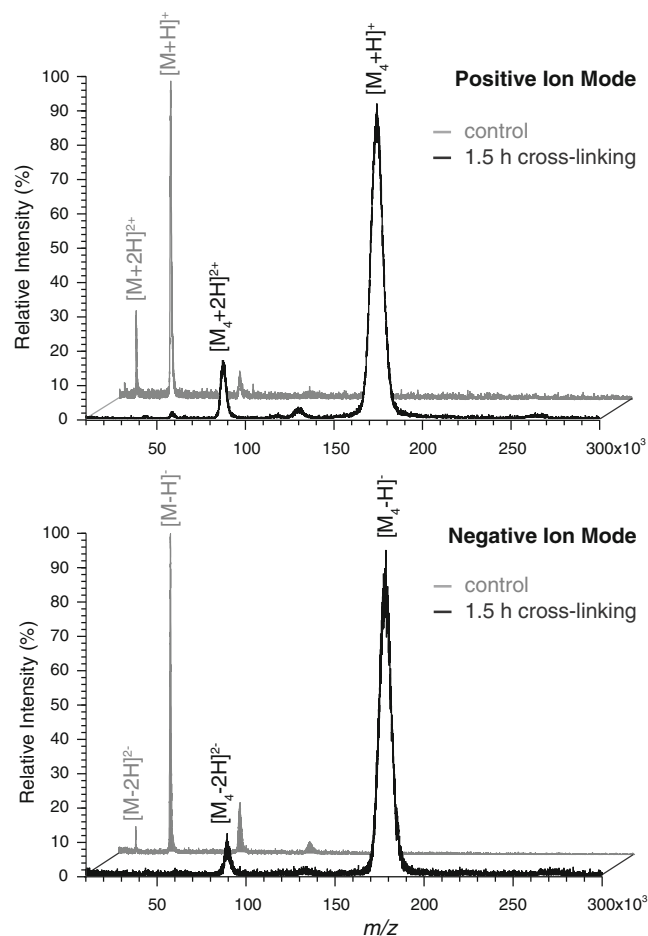 [M+H]⁺
[M₄+H]⁺
Positive Ion Mode
control
1.5 h cross-linking
[M+2H]²⁺
[M₄+2H]²⁺
Relative Intensity (%)
100
90
80
70
60
50
40
30
20
10
0
50
100
150
200
250
300x10³
[M-H]⁻
[M₄-H]⁻
Negative Ion Mode
control
1.5 h cross-linking
[M-2H]²⁻
[M₄-2H]²⁻
Relative Intensity (%)
100
90
80
70
60
50
40
30
20
10
0
50
100
150
200
250
300x10³
m/z